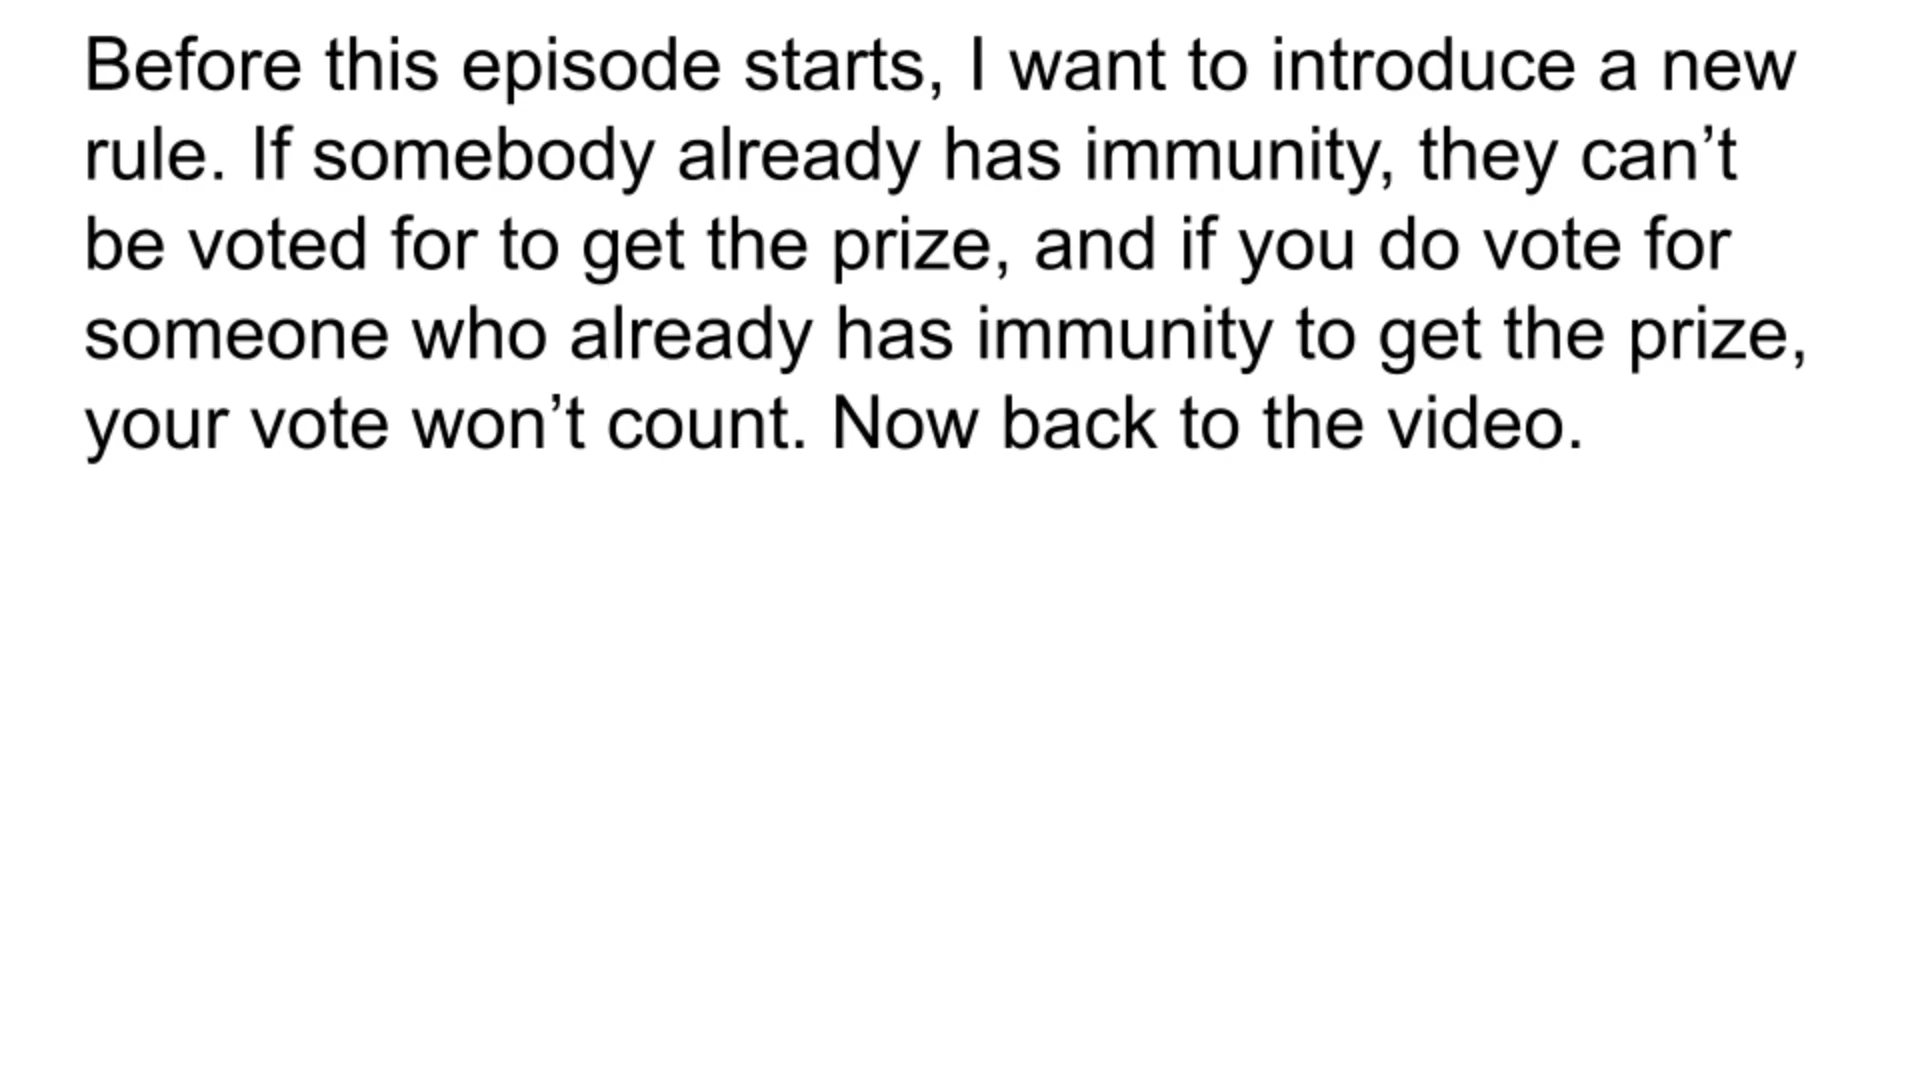 Before this episode starts, I want to introduce a new
rule. If somebody already has immunity, they can’t
be voted for to get the prize, and if you do vote for
someone who already has immunity to get the prize,
your vote won’t count. Now back to the video.